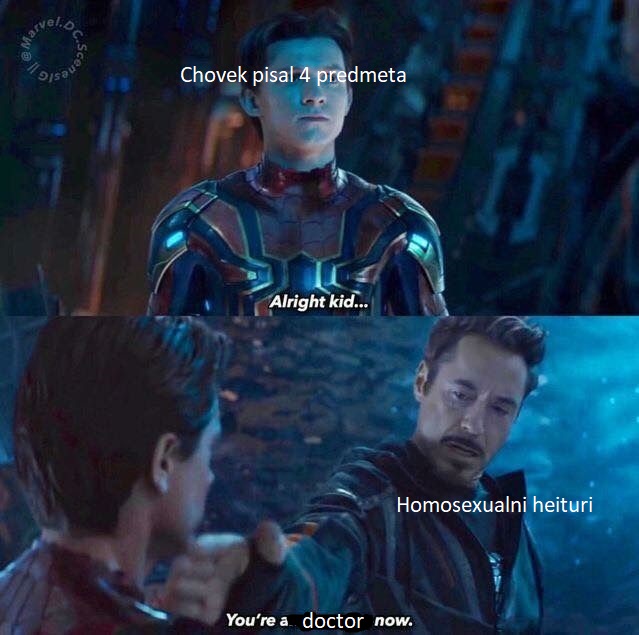 @Marvel.DC.ScenesIG ||
Chovek pisal 4 predmeta
Alright kid...
Homosexualni heituri
You're a doctor now.